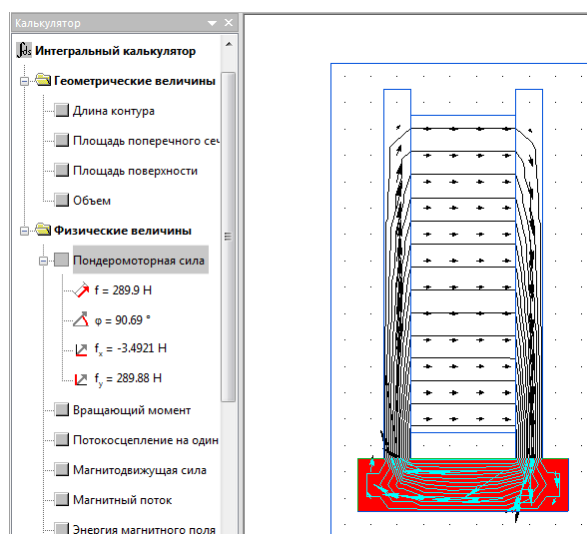 Калькулятор
Интегральный калькулятор
Геометрические величины
Длина контура
Площадь поперечного сеч
Площадь поверхности
Объем
Физические величины
Пондеромоторная сила
f = 289.9 Н
φ = 90.69 °
fₓ = -3.4921 Н
fᵧ = 289.88 Н
Вращающий момент
Потокосцепление на один
Магнитодвижущая сила
Магнитный поток
Энергия магнитного поля